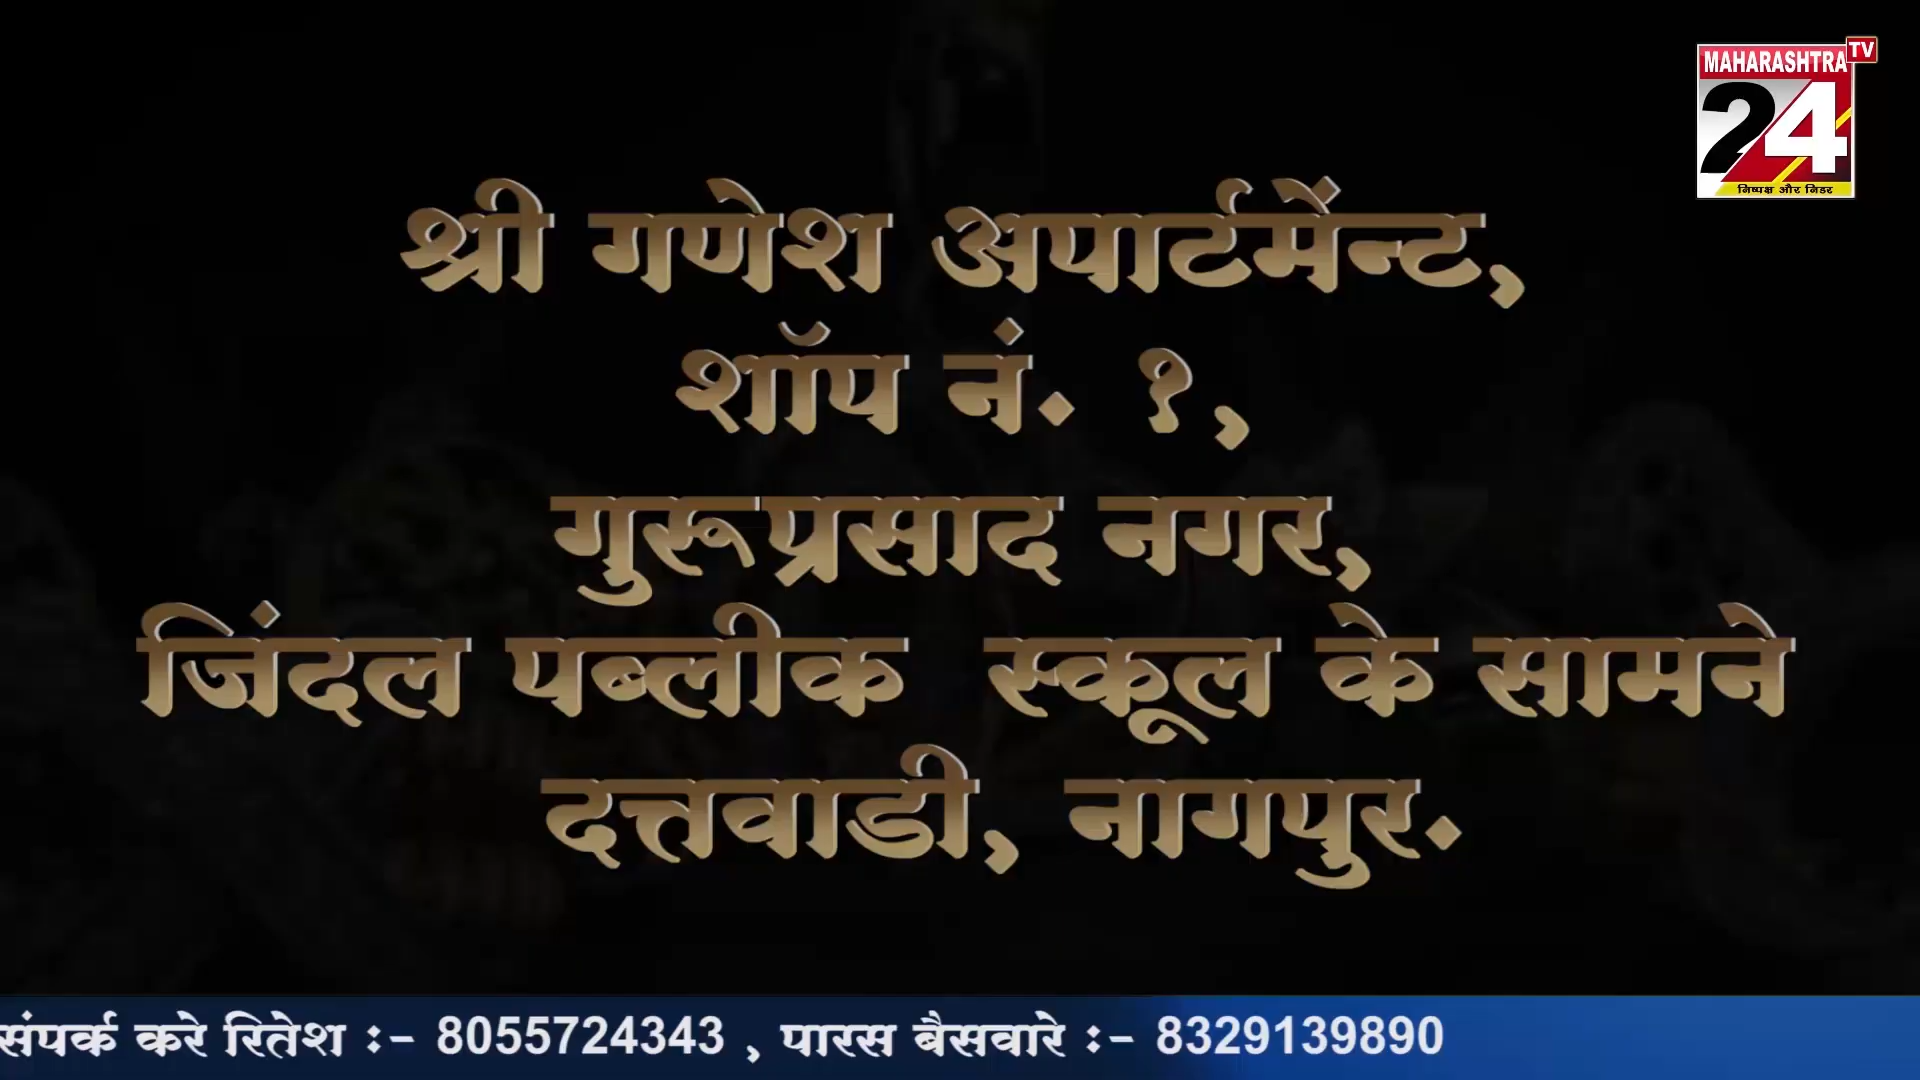 MAHARASHTRA TV
24
निष्पक्ष और निडर
श्री गणेश अपार्टमेंन्ट,
शॉप नं. १,
गुरूप्रसाद नगर,
जिंदल पब्लीक स्कूल के सामने
दत्तवाडी, नागपुर.
संपर्क करे रितेश :- 8055724343 , पारस बैसवारे :- 8329139890